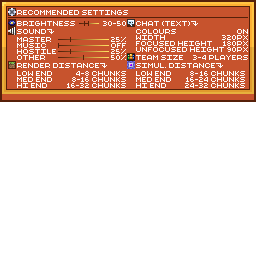 RECOMMENDED SETTINGS
BRIGHTNESS 30-50
SOUND
MASTER 25%
MUSIC OFF
HOSTILE 25%
OTHER 50%
RENDER DISTANCE
LOW END 4-8 CHUNKS
MED END 8-16 CHUNKS
HI END 16-32 CHUNKS
CHAT (TEXT)
COLOURS ON
WIDTH 320PX
FOCUSED HEIGHT 180PX
UNFOCUSED HEIGHT 90PX
TEAM SIZE 3-4 PLAYERS
SIMUL. DISTANCE
LOW END 8-16 CHUNKS
MED END 16-24 CHUNKS
HI END 24-32 CHUNKS